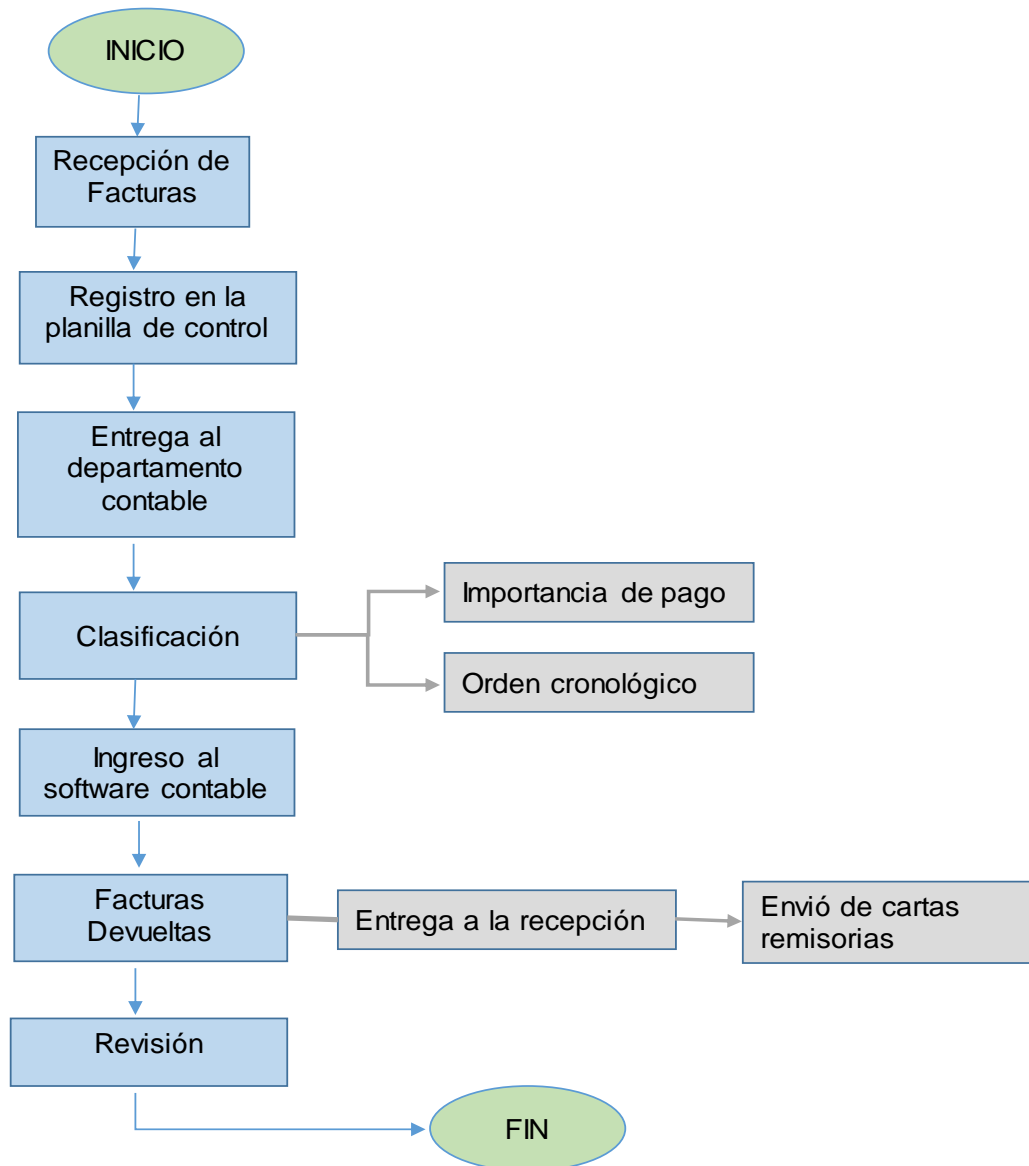 INICIO
Recepción de
Facturas
Registro en la
planilla de control
Entrega al
departamento
contable
Clasificación
Importancia de pago
Orden cronológico
Ingreso al
software contable
Facturas
Devueltas
Entrega a la recepción
Envió de cartas
remisorias
Revisión
FIN